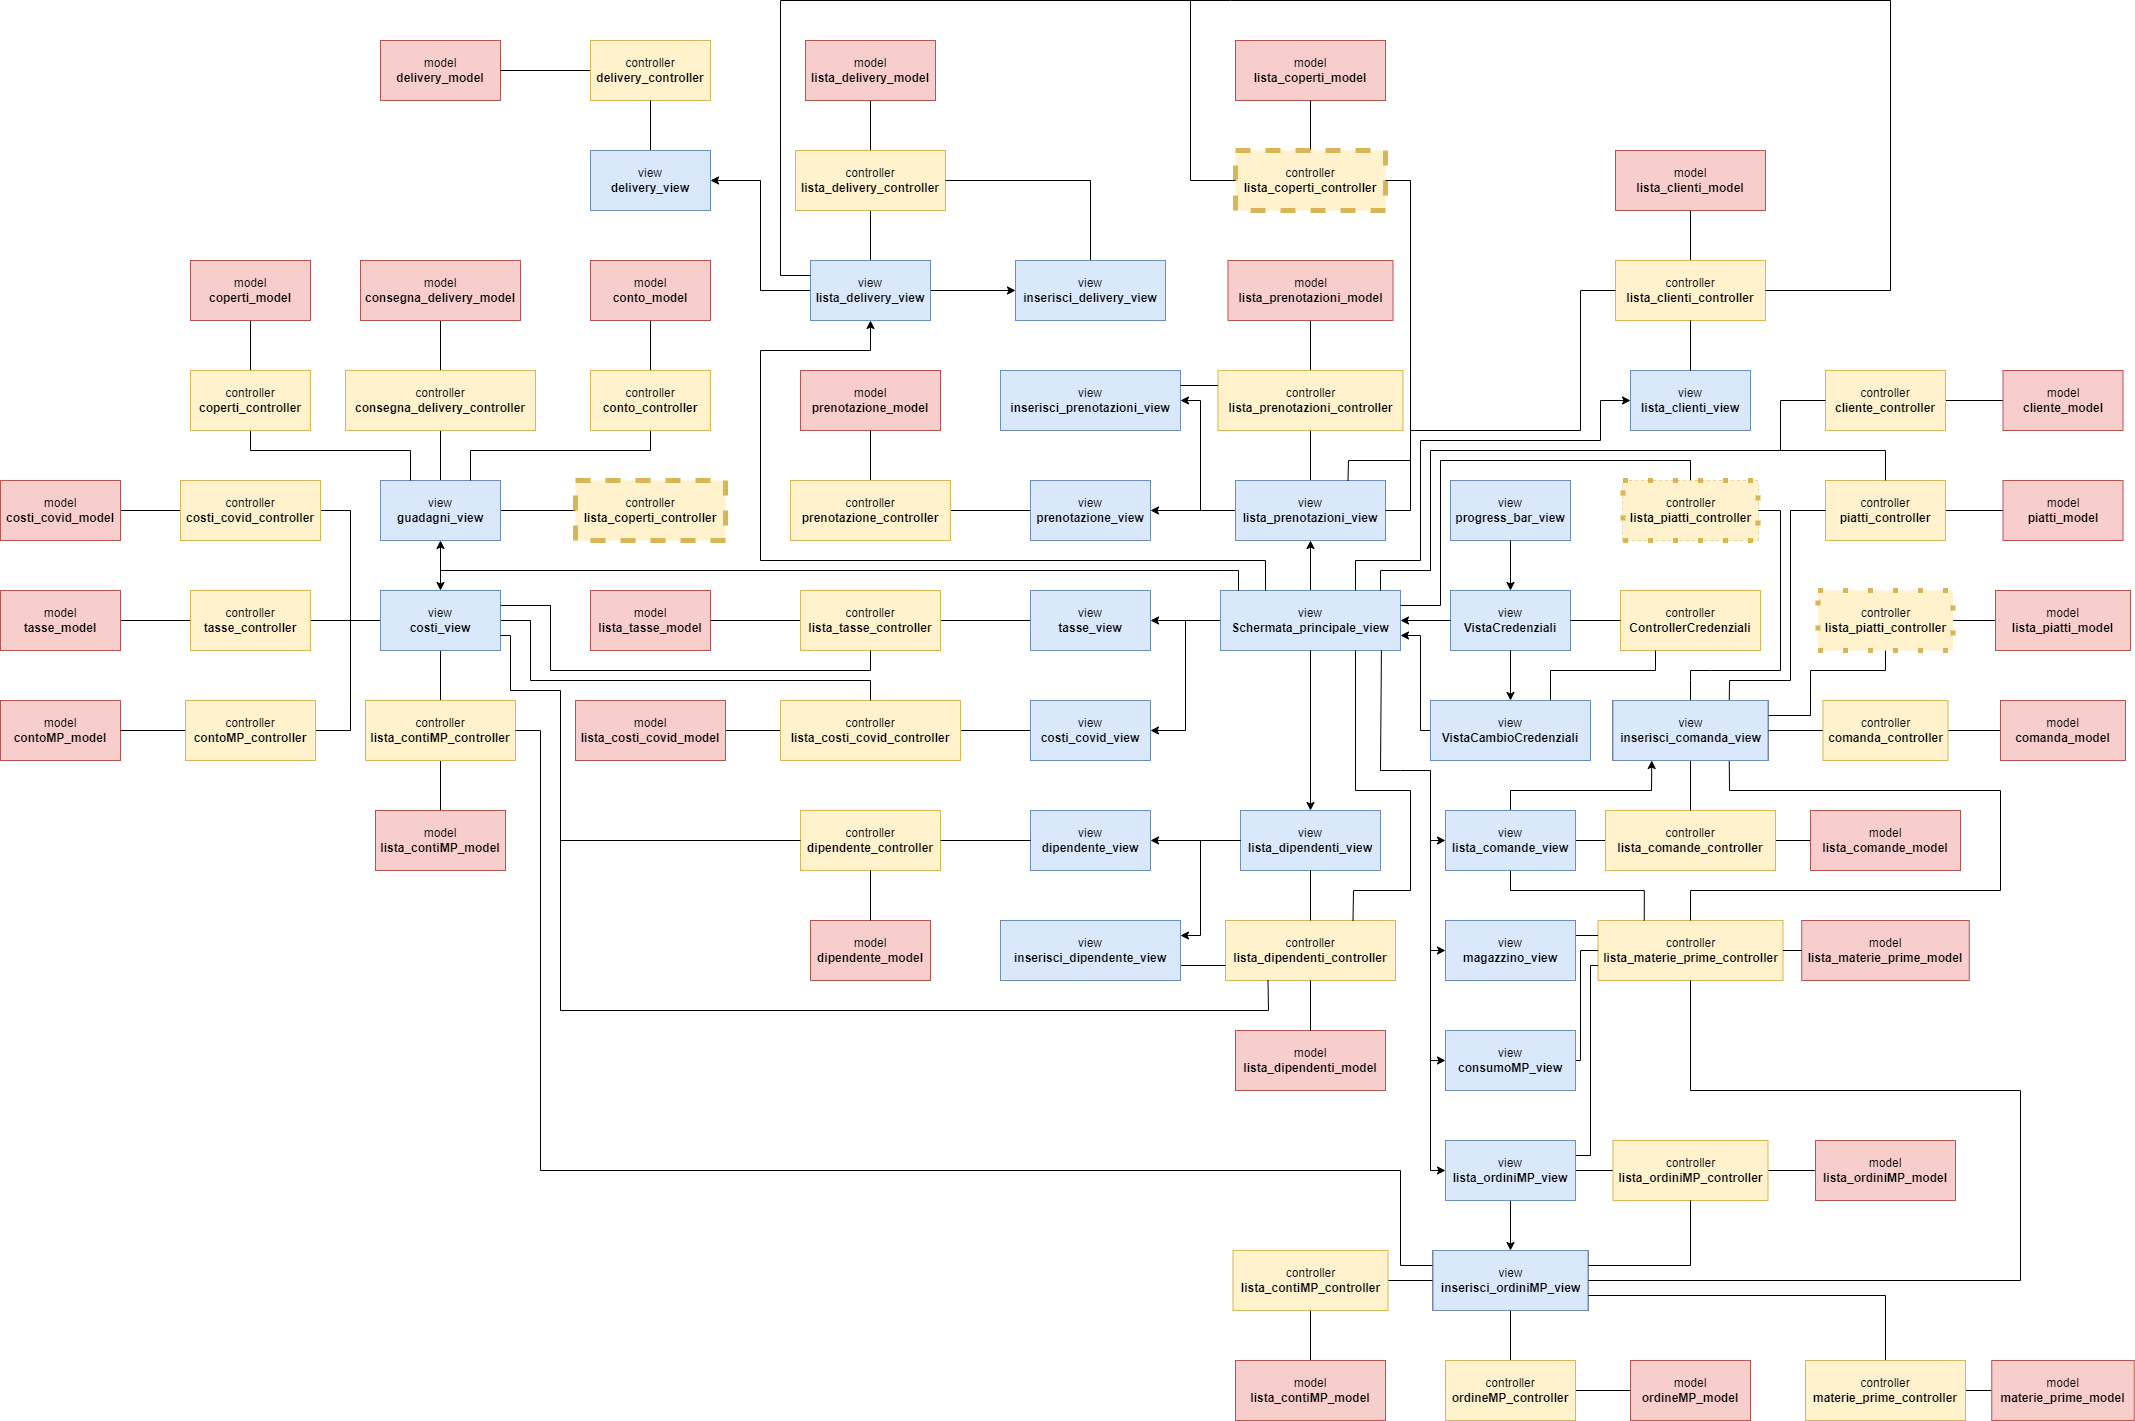 model
delivery_model
controller
delivery_controller
model
lista_delivery_model
model
lista_coperti_model
view
delivery_view
controller
lista_delivery_controller
controller
lista_coperti_controller
model
lista_clienti_model
model
coperti_model
model
consegna_delivery_model
model
conto_model
view
lista_delivery_view
view
inserisci_delivery_view
model
lista_prenotazioni_model
controller
lista_clienti_controller
controller
coperti_controller
controller
consegna_delivery_controller
controller
conto_controller
model
prenotazione_model
view
inserisci_prenotazioni_view
controller
lista_prenotazioni_controller
view
lista_clienti_view
controller
cliente_controller
model
cliente_model
model
costi_covid_model
controller
costi_covid_controller
view
guadagni_view
controller
lista_coperti_controller
controller
prenotazione_controller
view
prenotazione_view
view
lista_prenotazioni_view
view
progress_bar_view
controller
lista_piatti_controller
controller
piatti_controller
model
piatti_model
model
tasse_model
controller
tasse_controller
view
costi_view
model
lista_tasse_model
controller
lista_tasse_controller
view
tasse_view
view
Schermata_principale_view
view
VistaCredenziali
controller
ControllerCredenziali
controller
lista_piatti_controller
model
lista_piatti_model
model
contoMP_model
controller
contoMP_controller
controller
lista_contiMP_controller
model
lista_costi_covid_model
controller
lista_costi_covid_controller
view
costi_covid_view
view
VistaCambioCredenziali
view
inserisci_comanda_view
controller
comanda_controller
model
comanda_model
model
lista_contiMP_model
controller
dipendente_controller
view
dipendente_view
view
lista_dipendenti_view
view
lista_comande_view
controller
lista_comande_controller
model
lista_comande_model
model
dipendente_model
view
inserisci_dipendente_view
controller
lista_dipendenti_controller
view
magazzino_view
controller
lista_materie_prime_controller
model
lista_materie_prime_model
model
lista_dipendenti_model
view
consumoMP_view
view
lista_ordiniMP_view
controller
lista_ordiniMP_controller
model
lista_ordiniMP_model
controller
lista_contiMP_controller
view
inserisci_ordiniMP_view
model
lista_contiMP_model
controller
ordineMP_controller
model
ordineMP_model
controller
materie_prime_controller
model
materie_prime_model